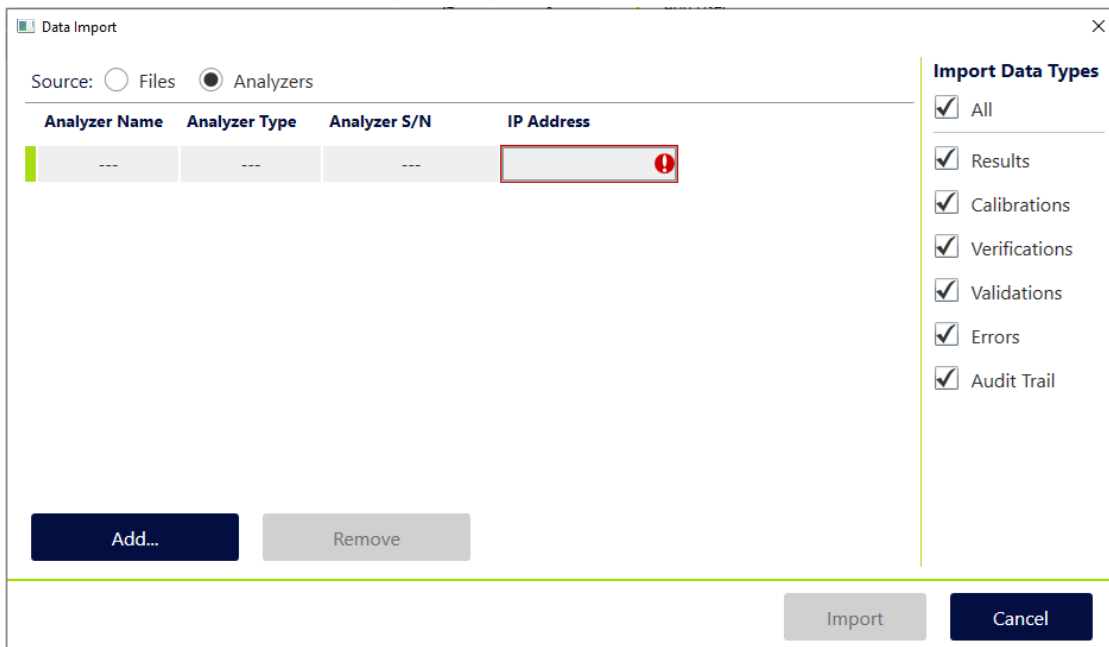 Data Import
Source: Files Analyzers
Analyzer Name Analyzer Type Analyzer S/N IP Address
--- --- ---
Add... Remove
Import Data Types
All
Results
Calibrations
Verifications
Validations
Errors
Audit Trail
Import Cancel